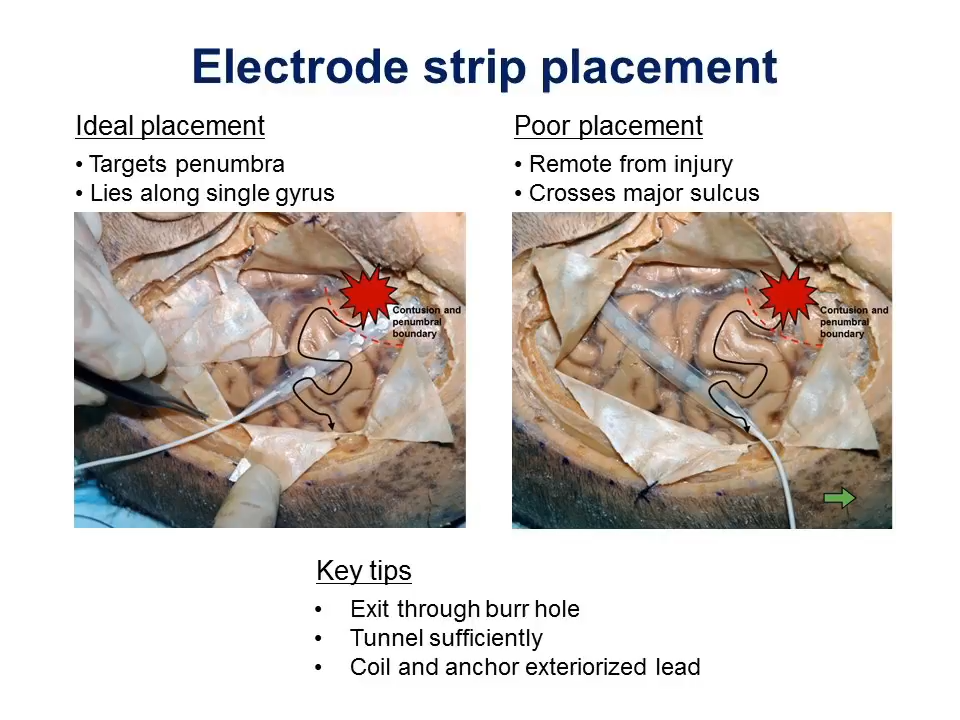 Electrode strip placement
Ideal placement
• Targets penumbra
• Lies along single gyrus
Contusion and
penumbral
boundary
Poor placement
• Remote from injury
• Crosses major sulcus
Contusion and
penumbral
boundary
Key tips
• Exit through burr hole
• Tunnel sufficiently
• Coil and anchor exteriorized lead